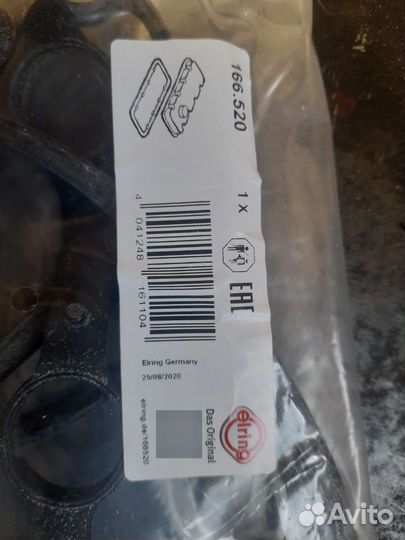 166.520
1 x
4 041248 161104
EAC
Elring Germany
25/08/2020
elring.de/166520
Das Original
elring
Avito